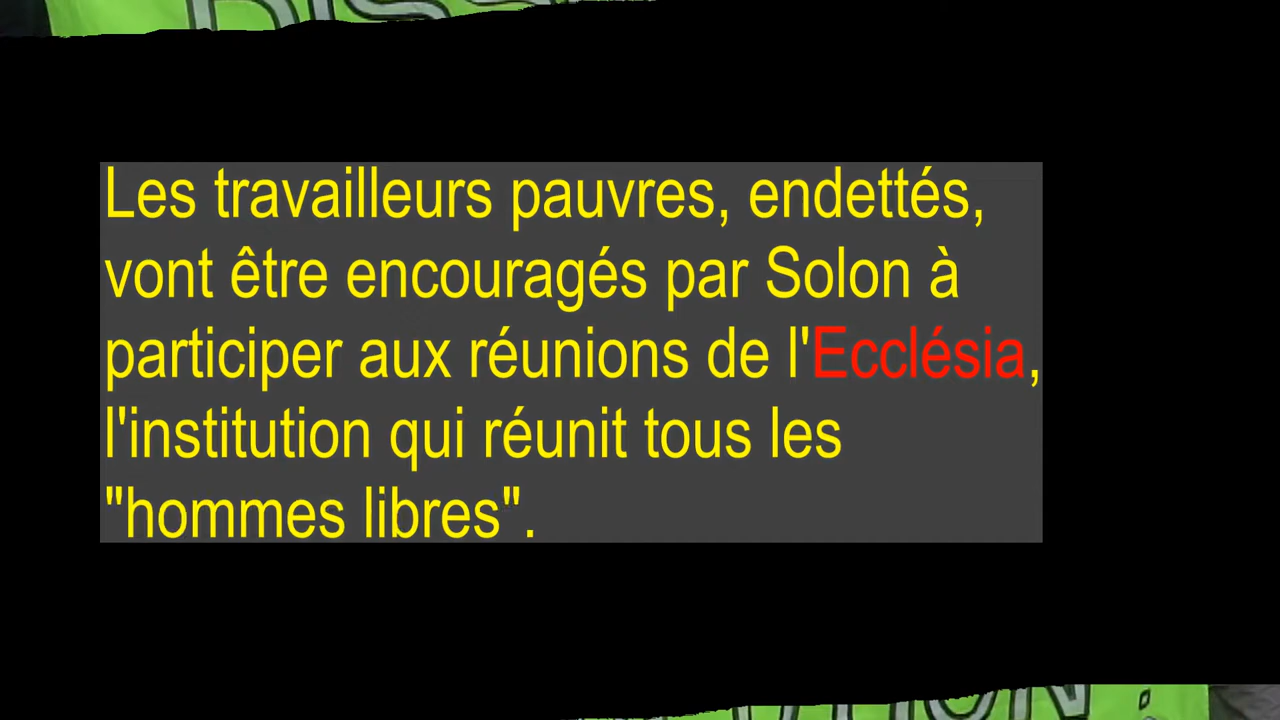 Les travailleurs pauvres, endettés,
vont être encouragés par Solon à
participer aux réunions de l'Ecclésia,
l'institution qui réunit tous les
"hommes libres".